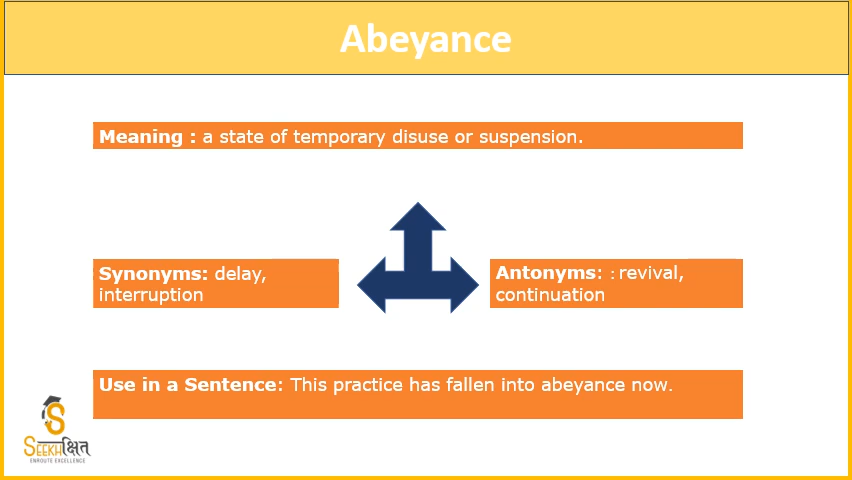 Abeyance
Meaning : a state of temporary disuse or suspension.
Synonyms: delay,
interruption
Antonyms: : revival,
continuation
Use in a Sentence: This practice has fallen into abeyance now.
SEEKHक्षित
ENROUTE EXCELLENCE